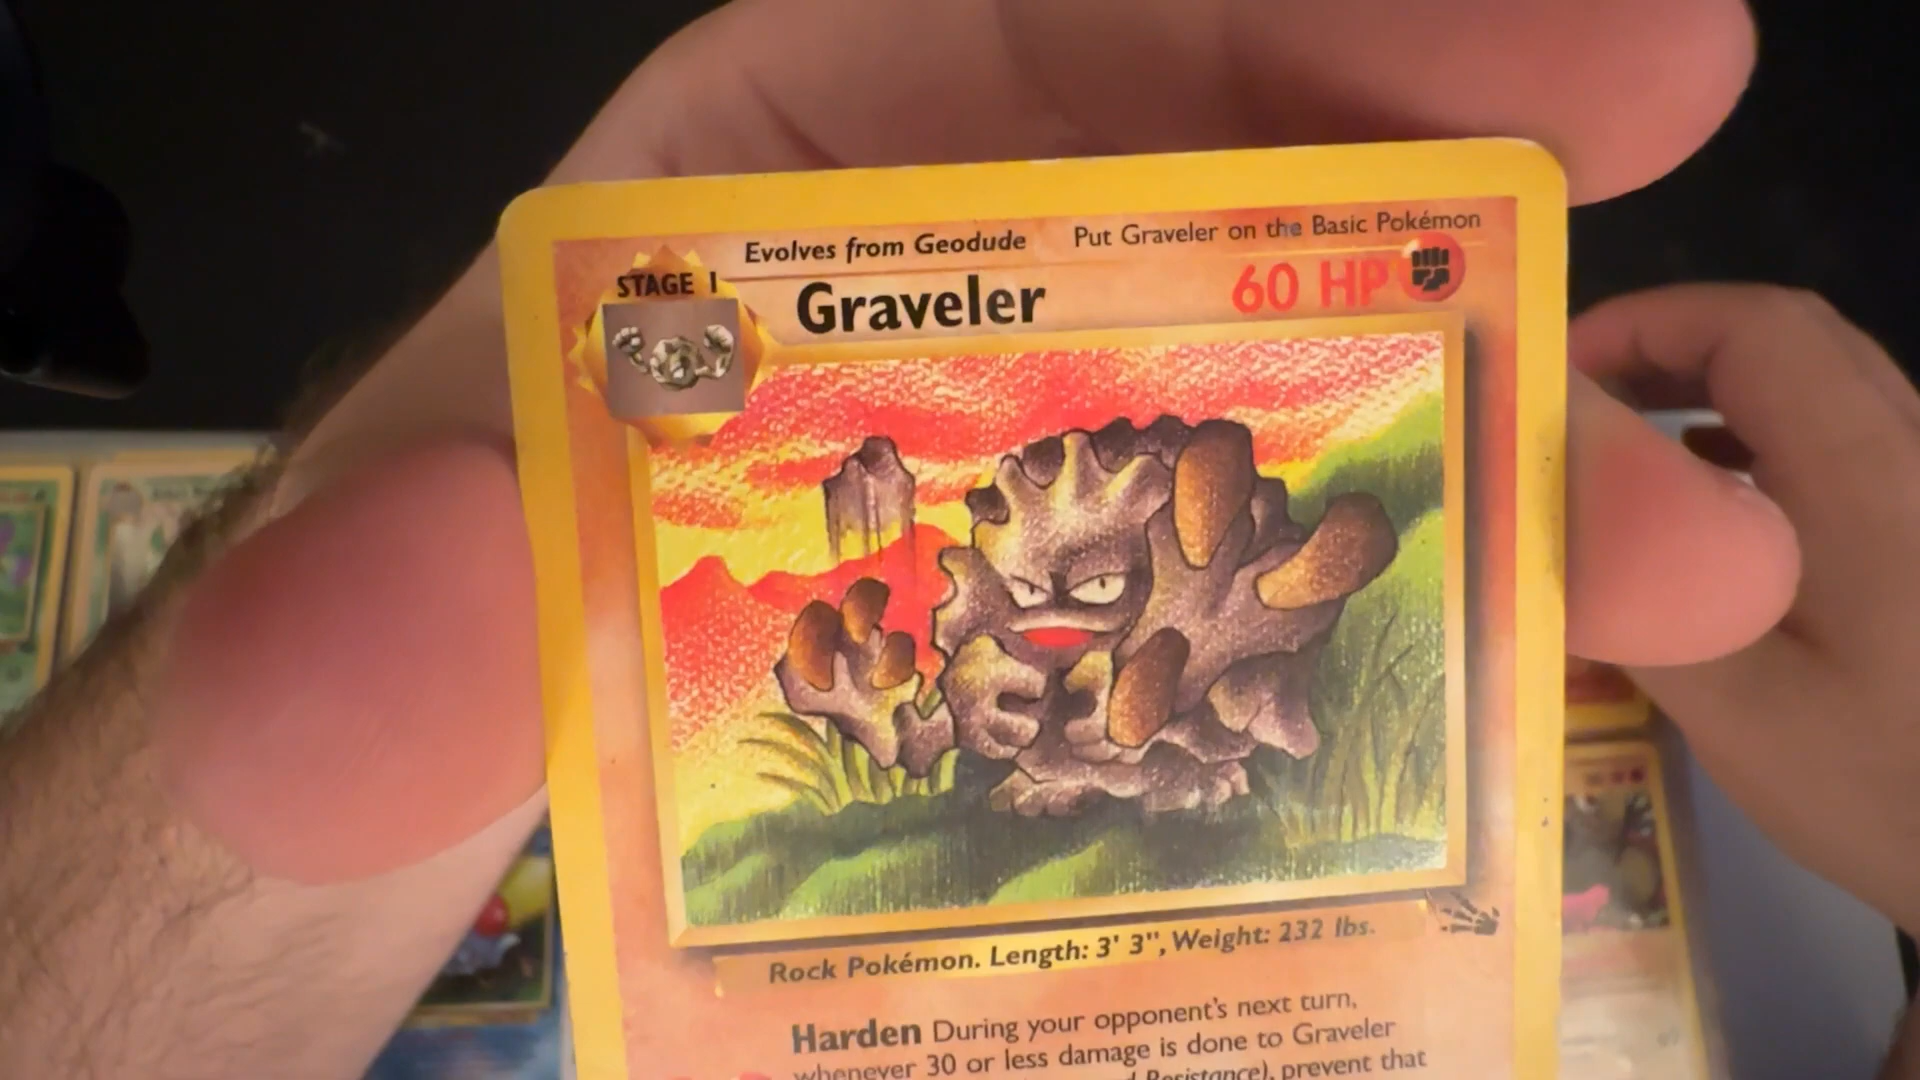 Evolves from Geodude Put Graveler on the Basic Pokémon
STAGE 1
Graveler 60 HP
Rock Pokémon. Length: 3' 3", Weight: 232 lbs.
Harden During your opponent's next turn,
whenever 30 or less damage is done to Graveler
Resistance), prevent that